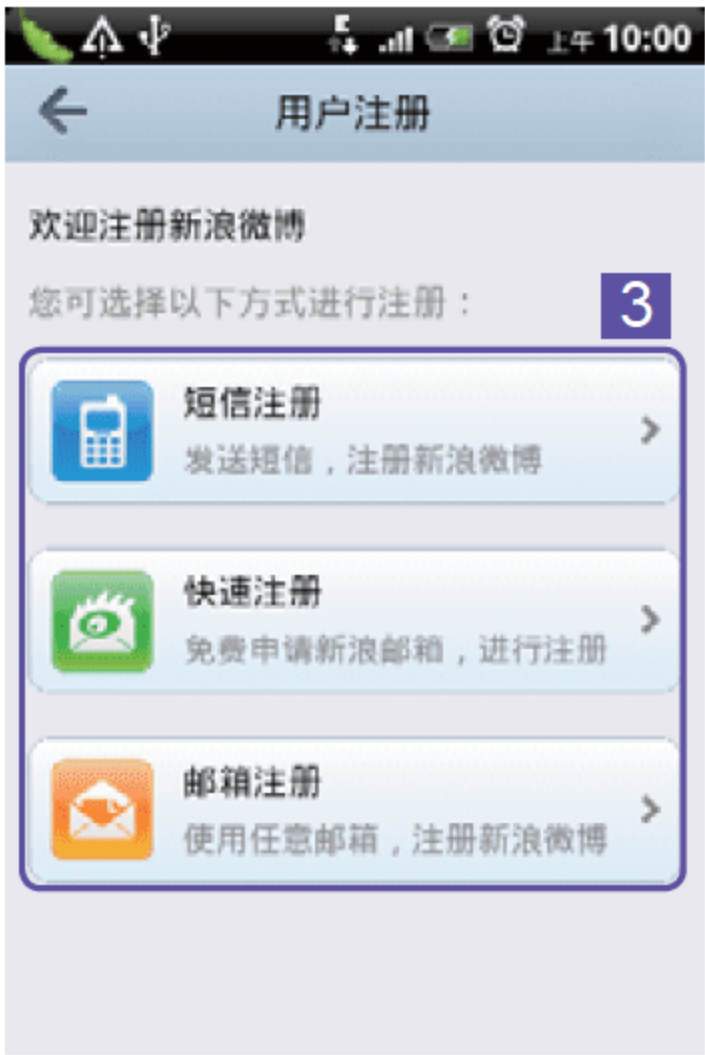 上午 10:00
用户注册
欢迎注册新浪微博
您可选择以下方式进行注册：
3
短信注册
发送短信，注册新浪微博
快速注册
免费申请新浪邮箱，进行注册
邮箱注册
使用任意邮箱，注册新浪微博